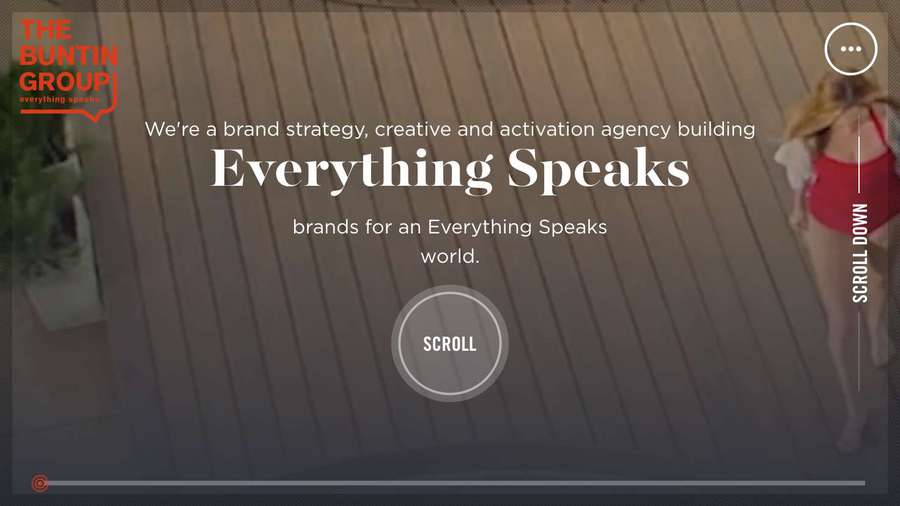 THE
BUNTIN
GROUP
everything speaks
We're a brand strategy, creative and activation agency building
Everything Speaks
brands for an Everything Speaks
world.
SCROLL
SCROLL DOWN